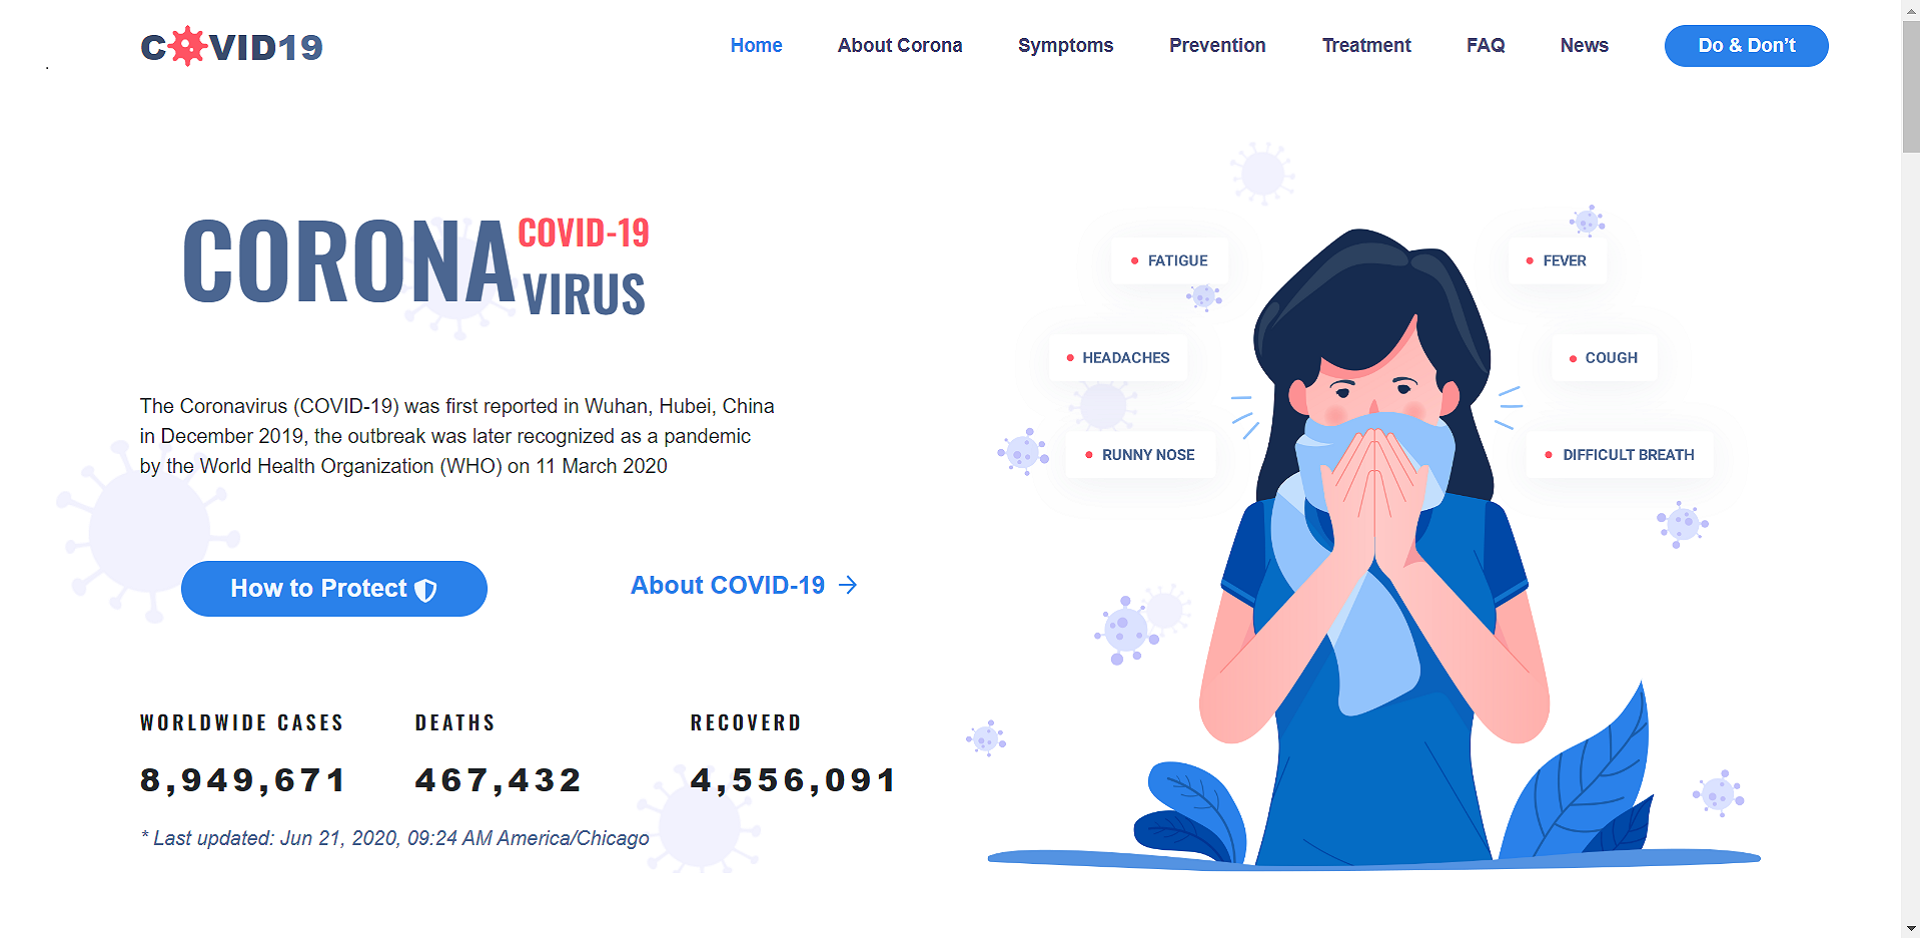 COVID19
Home
About Corona
Symptoms
Prevention
Treatment
FAQ
News
Do & Don’t
CORONA
COVID-19
VIRUS
The Coronavirus (COVID-19) was first reported in Wuhan, Hubei, China
in December 2019, the outbreak was later recognized as a pandemic
by the World Health Organization (WHO) on 11 March 2020
How to Protect
About COVID-19 →
WORLDWIDE CASES
8,949,671
DEATHS
467,432
RECOVERD
4,556,091
* Last updated: Jun 21, 2020, 09:24 AM America/Chicago
FATIGUE
FEVER
HEADACHES
COUGH
RUNNY NOSE
DIFFICULT BREATH